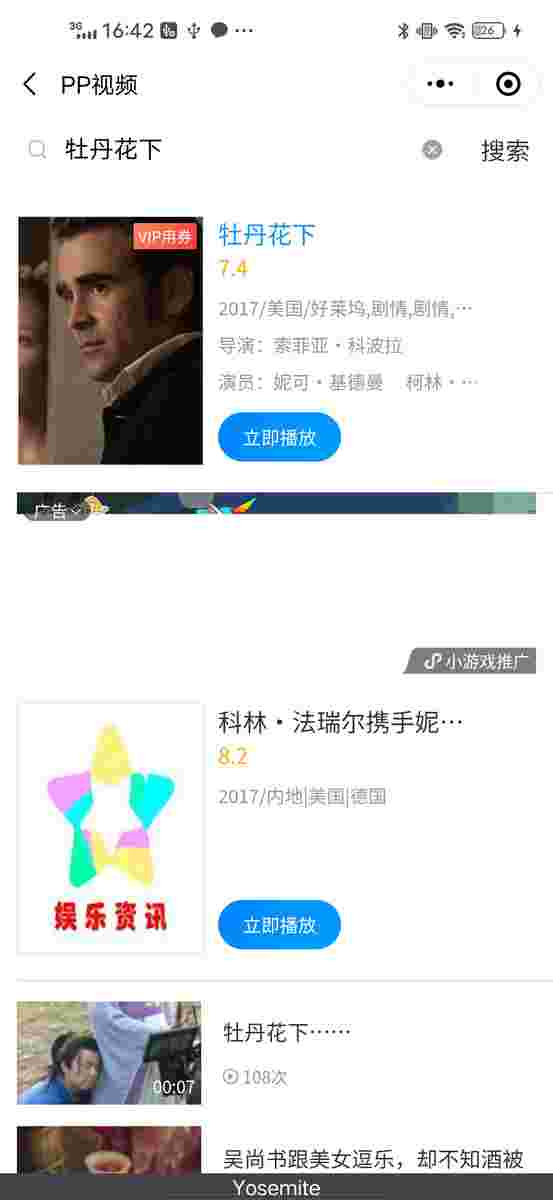 3G 16:42 26
PP视频
牡丹花下
搜索
VIP用券
牡丹花下
7.4
2017/美国/好莱坞,剧情,剧情,…
导演：索菲亚·科波拉
演员：妮可·基德曼 柯林·…
立即播放
广告
小游戏推广
科林·法瑞尔携手妮…
8.2
2017/内地|美国|德国
娱乐资讯
立即播放
牡丹花下……
00:07
108次
吴尚书跟美女逗乐，却不知酒被
Yosemite